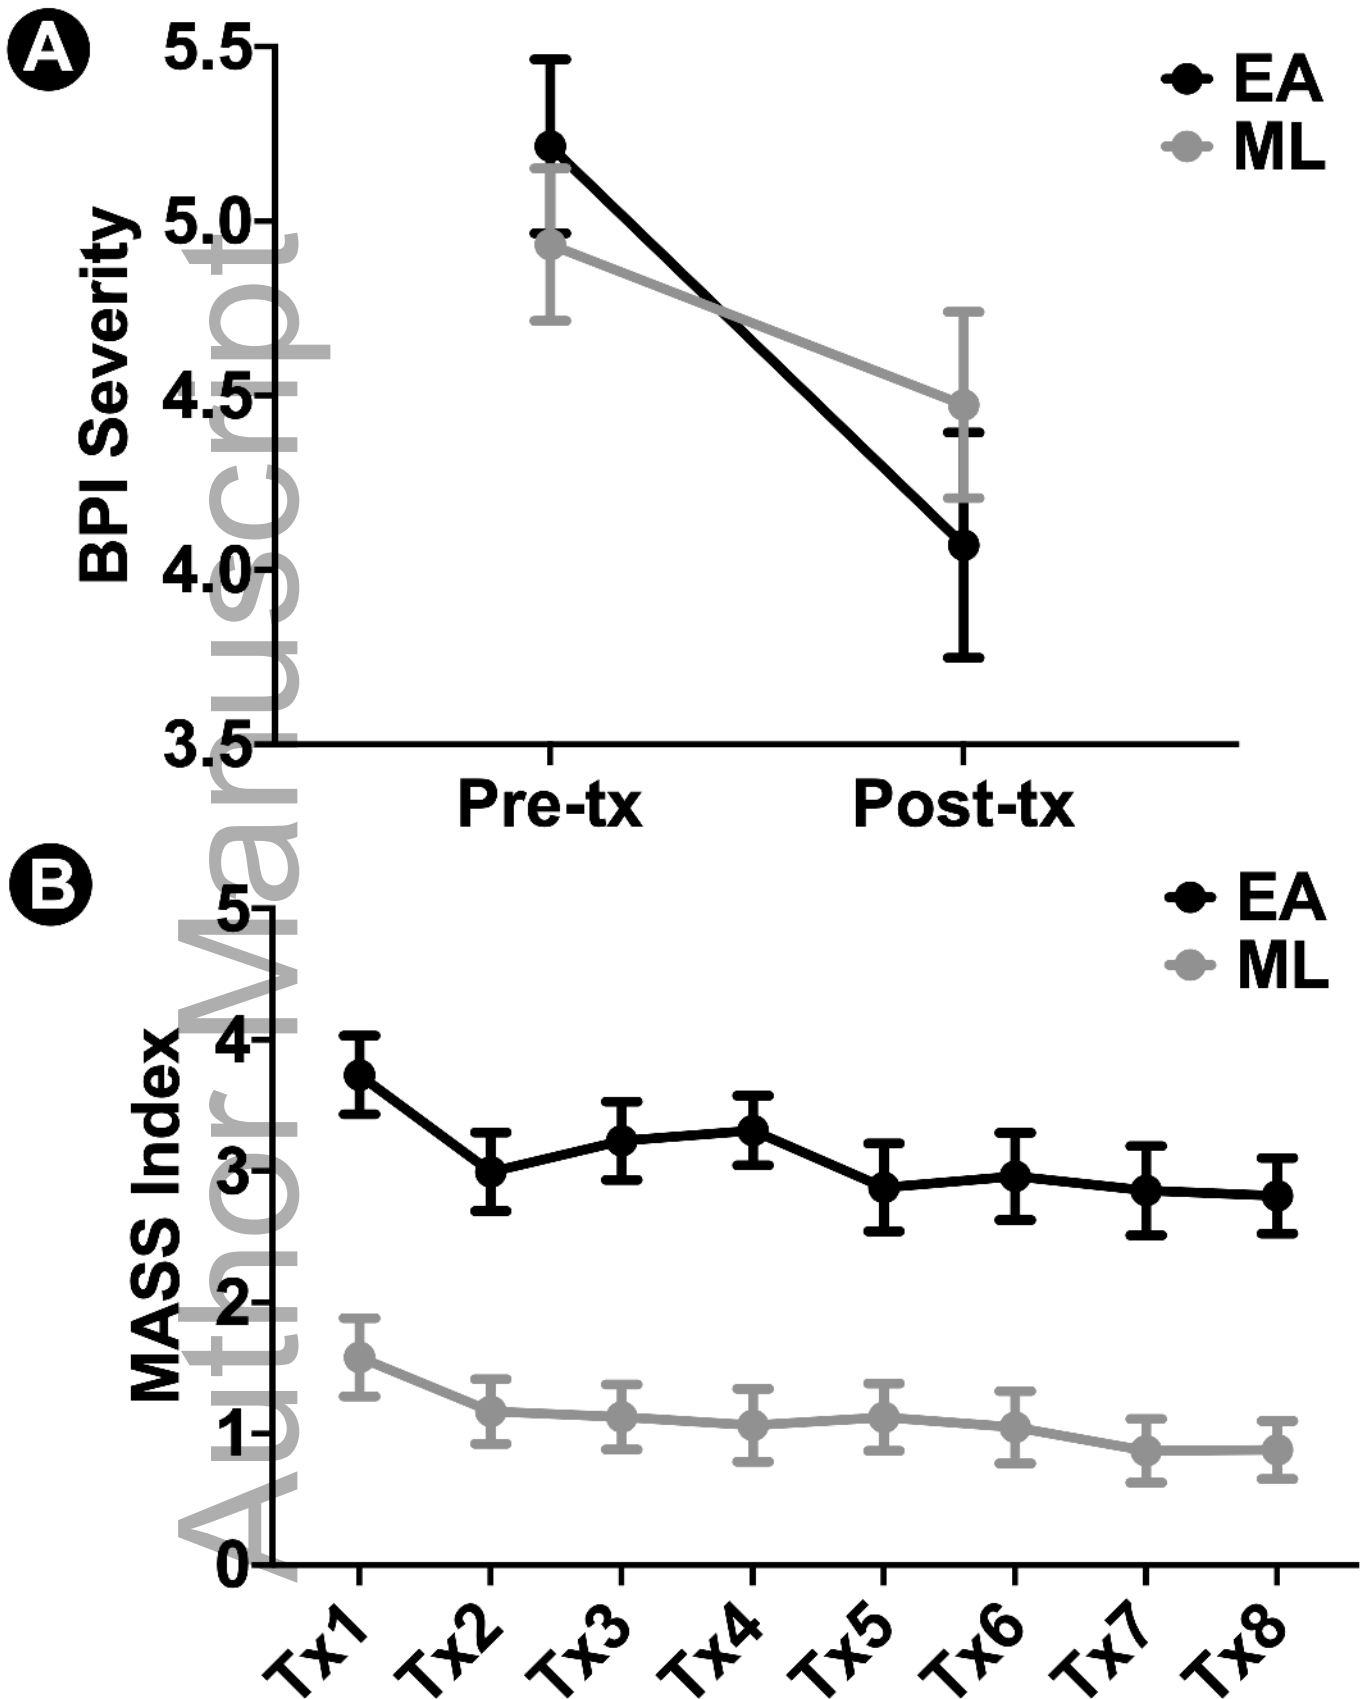 A
5.5
5.0
4.5
4.0
3.5
BPI Severity
EA
ML
Pre-tx
Post-tx
B
5
4
3
2
1
0
MASS Index
EA
ML
Tx1
Tx2
Tx3
Tx4
Tx5
Tx6
Tx7
Tx8
Author Manuscript